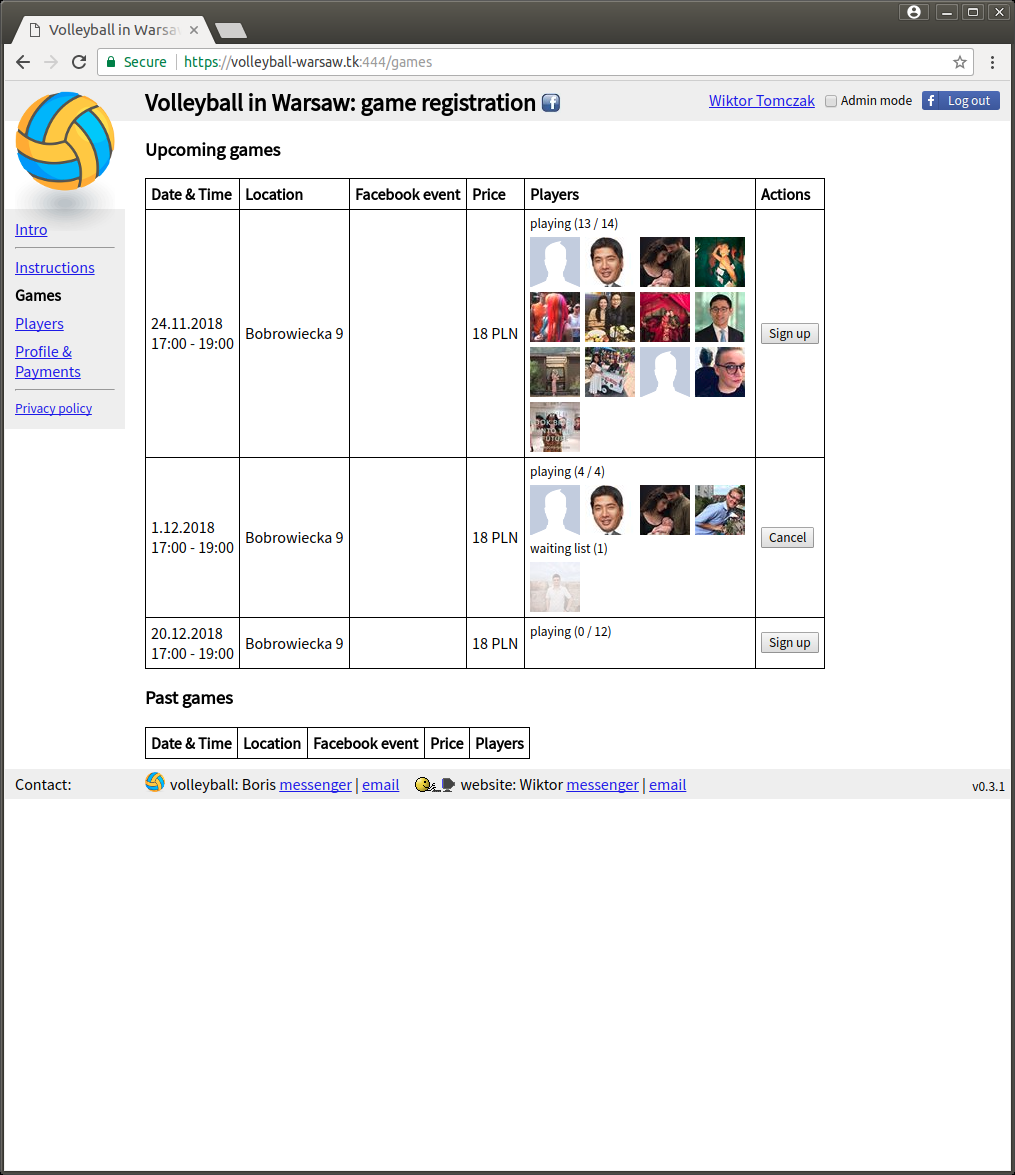 Volleyball in Warsa
Secure
https://volleyball-warsaw.tk:444/games
Volleyball in Warsaw: game registration
Wiktor Tomczak
Admin mode
Log out
Intro
Instructions
Games
Players
Profile &
Payments
Privacy policy
Upcoming games
Date & Time Location Facebook event Price Players Actions
24.11.2018
17:00 - 19:00
Bobrowiecka 9
18 PLN
playing (13 / 14)
Sign up
1.12.2018
17:00 - 19:00
Bobrowiecka 9
18 PLN
playing (4 / 4)
waiting list (1)
Cancel
20.12.2018
17:00 - 19:00
Bobrowiecka 9
18 PLN
playing (0 / 12)
Sign up
Past games
Date & Time Location Facebook event Price Players
Contact:
volleyball: Boris messenger | email
website: Wiktor messenger | email
v0.3.1